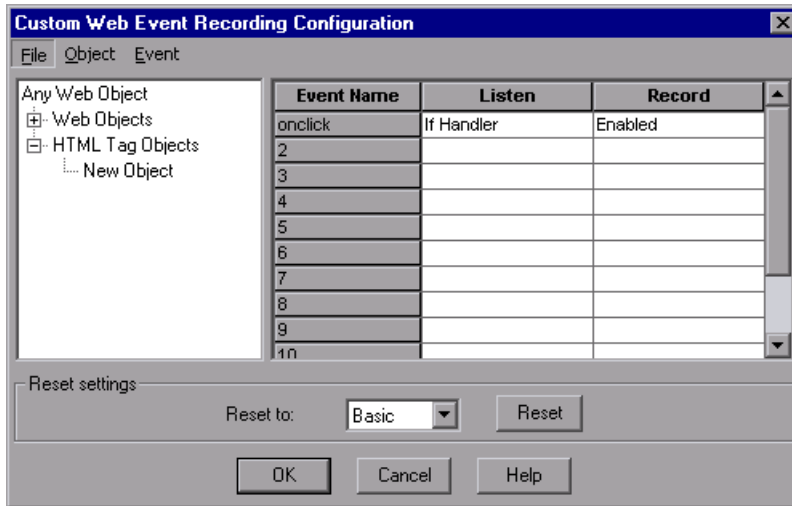 Custom Web Event Recording Configuration
File Object Event
Any Web Object
Web Objects
HTML Tag Objects
New Object
Event Name Listen Record
onclick If Handler Enabled
2
3
4
5
6
7
8
9
10
Reset settings
Reset to: Basic Reset
OK Cancel Help